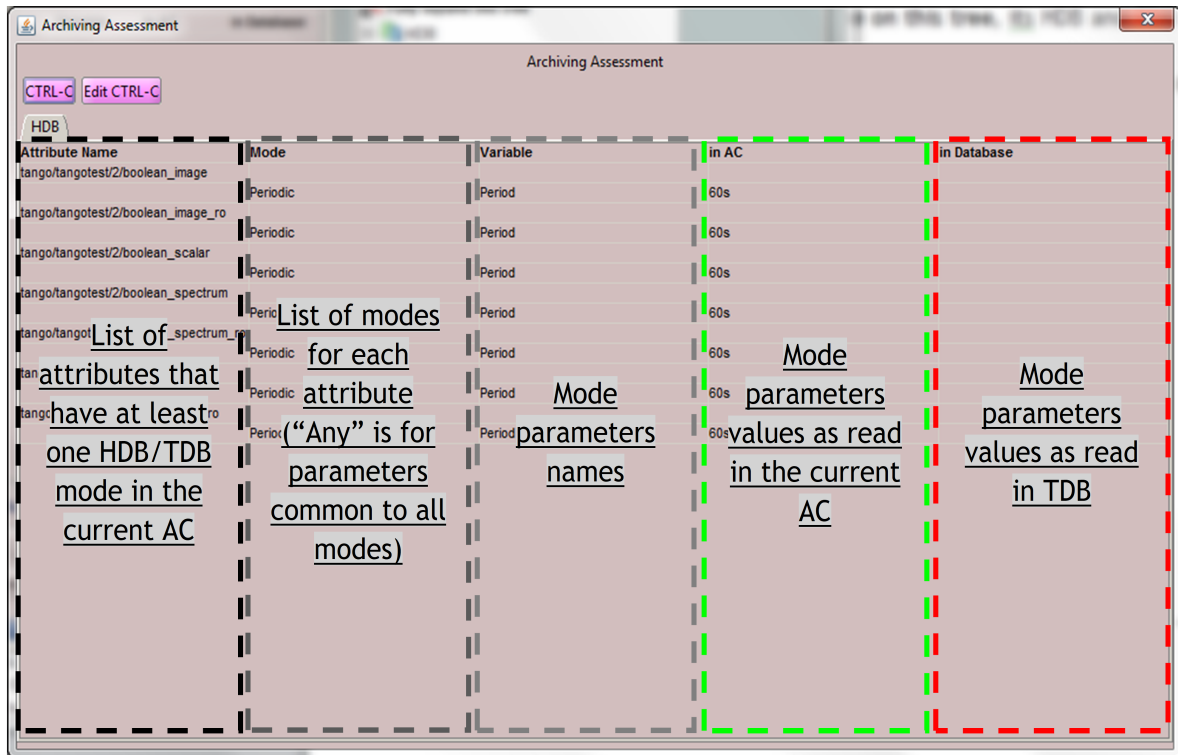 Archiving Assessment
Archiving Assessment
CTRL-C Edit CTRL-C
HDB
Attribute Name Mode Variable in AC in Database
tango/tangotest/2/boolean_image
Periodic Period 60s
tango/tangotest/2/boolean_image_ro
Periodic Period 60s
tango/tangotest/2/boolean_scalar
Periodic Period 60s
tango/tangotest/2/boolean_spectrum
Period 60s
_spectrum_ro
Periodic Period 60s
Periodic Period 60s
ro
Period 60s
List of
attributes that
have at least
one HDB/TDB
mode in the
current AC
List of modes
for each
attribute
(“Any” is for
parameters
common to all
modes)
Mode
parameters
names
Mode
parameters
values as read
in the current
AC
Mode
parameters
values as read
in TDB